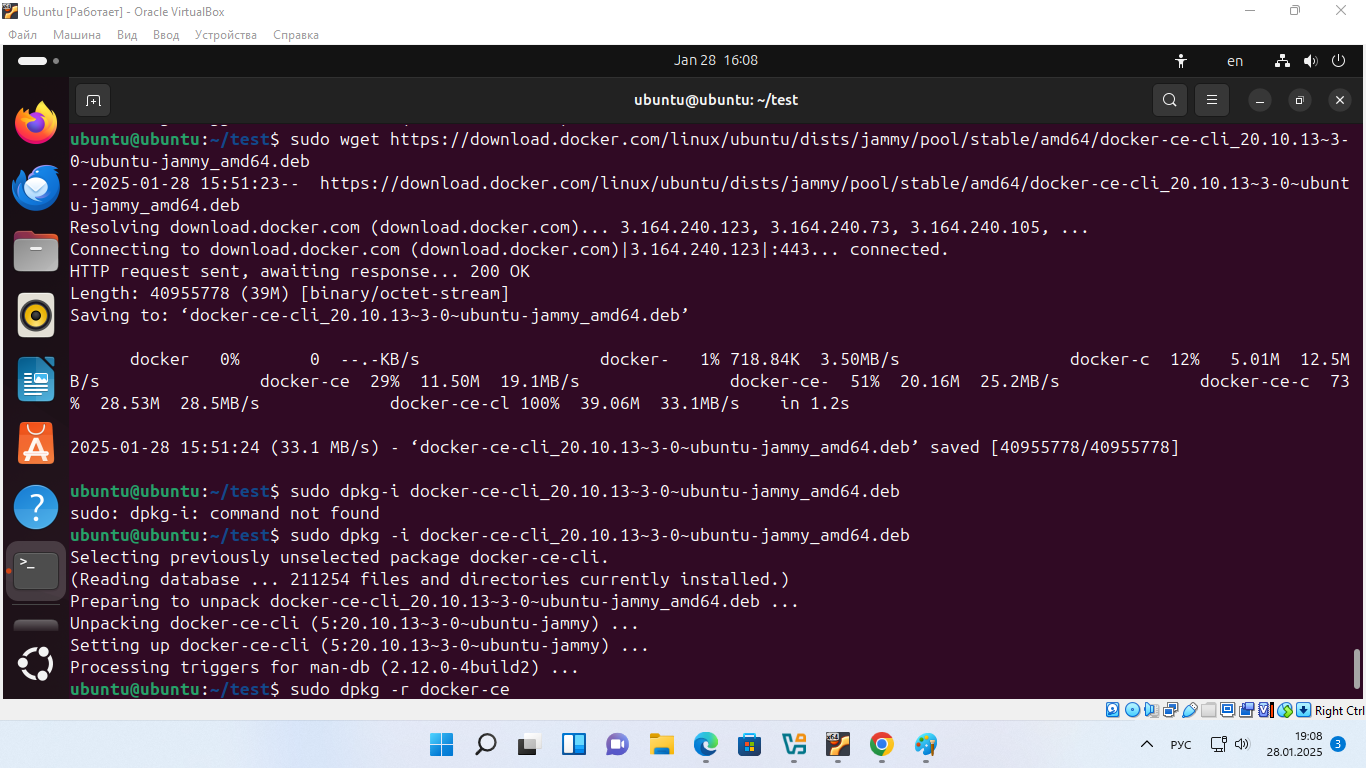 Ubuntu [Работает] - Oracle VirtualBox
Файл Машина Вид Ввод Устройства Справка
Jan 28 16:08
en
ubuntu@ubuntu: ~/test
ubuntu@ubuntu:~/test$ sudo wget https://download.docker.com/linux/ubuntu/dists/jammy/pool/stable/amd64/docker-ce-cli_20.10.13~3-
0~ubuntu-jammy_amd64.deb
--2025-01-28 15:51:23--  https://download.docker.com/linux/ubuntu/dists/jammy/pool/stable/amd64/docker-ce-cli_20.10.13~3-0~ubunt
u-jammy_amd64.deb
Resolving download.docker.com (download.docker.com)... 3.164.240.123, 3.164.240.73, 3.164.240.105, ...
Connecting to download.docker.com (download.docker.com)|3.164.240.123|:443... connected.
HTTP request sent, awaiting response... 200 OK
Length: 40955778 (39M) [binary/octet-stream]
Saving to: ‘docker-ce-cli_20.10.13~3-0~ubuntu-jammy_amd64.deb’
docker   0%       0  --.-KB/s                  docker-   1% 718.84K  3.50MB/s                 docker-c  12%   5.01M  12.5M
B/s                docker-ce  29%  11.50M  19.1MB/s               docker-ce-  51%  20.16M  25.2MB/s              docker-ce-c  73
%  28.53M  28.5MB/s             docker-ce-cl 100%  39.06M  33.1MB/s    in 1.2s
2025-01-28 15:51:24 (33.1 MB/s) - ‘docker-ce-cli_20.10.13~3-0~ubuntu-jammy_amd64.deb’ saved [40955778/40955778]
ubuntu@ubuntu:~/test$ sudo dpkg-i docker-ce-cli_20.10.13~3-0~ubuntu-jammy_amd64.deb
sudo: dpkg-i: command not found
ubuntu@ubuntu:~/test$ sudo dpkg -i docker-ce-cli_20.10.13~3-0~ubuntu-jammy_amd64.deb
Selecting previously unselected package docker-ce-cli.
(Reading database ... 211254 files and directories currently installed.)
Preparing to unpack docker-ce-cli_20.10.13~3-0~ubuntu-jammy_amd64.deb ...
Unpacking docker-ce-cli (5:20.10.13~3-0~ubuntu-jammy) ...
Setting up docker-ce-cli (5:20.10.13~3-0~ubuntu-jammy) ...
Processing triggers for man-db (2.12.0-4build2) ...
ubuntu@ubuntu:~/test$ sudo dpkg -r docker-ce
Right Ctrl
x64
РУС
19:08
28.01.2025
3